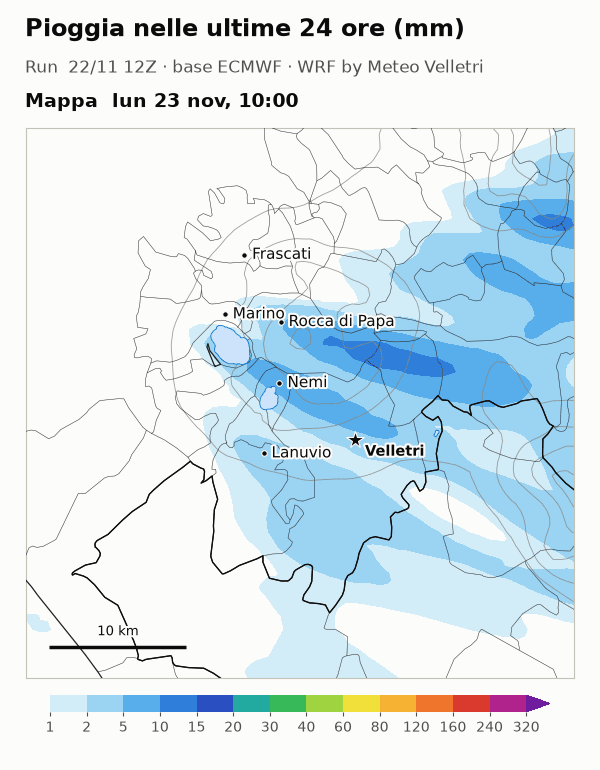 Pioggia nelle ultime 24 ore (mm)
Run  22/11 12Z · base ECMWF · WRF by Meteo Velletri
Mappa  lun 23 nov, 10:00
Frascati
Marino
Rocca di Papa
Nemi
Velletri
Lanuvio
10 km
1 2 5 10 15 20 30 40 60 80 120 160 240 320